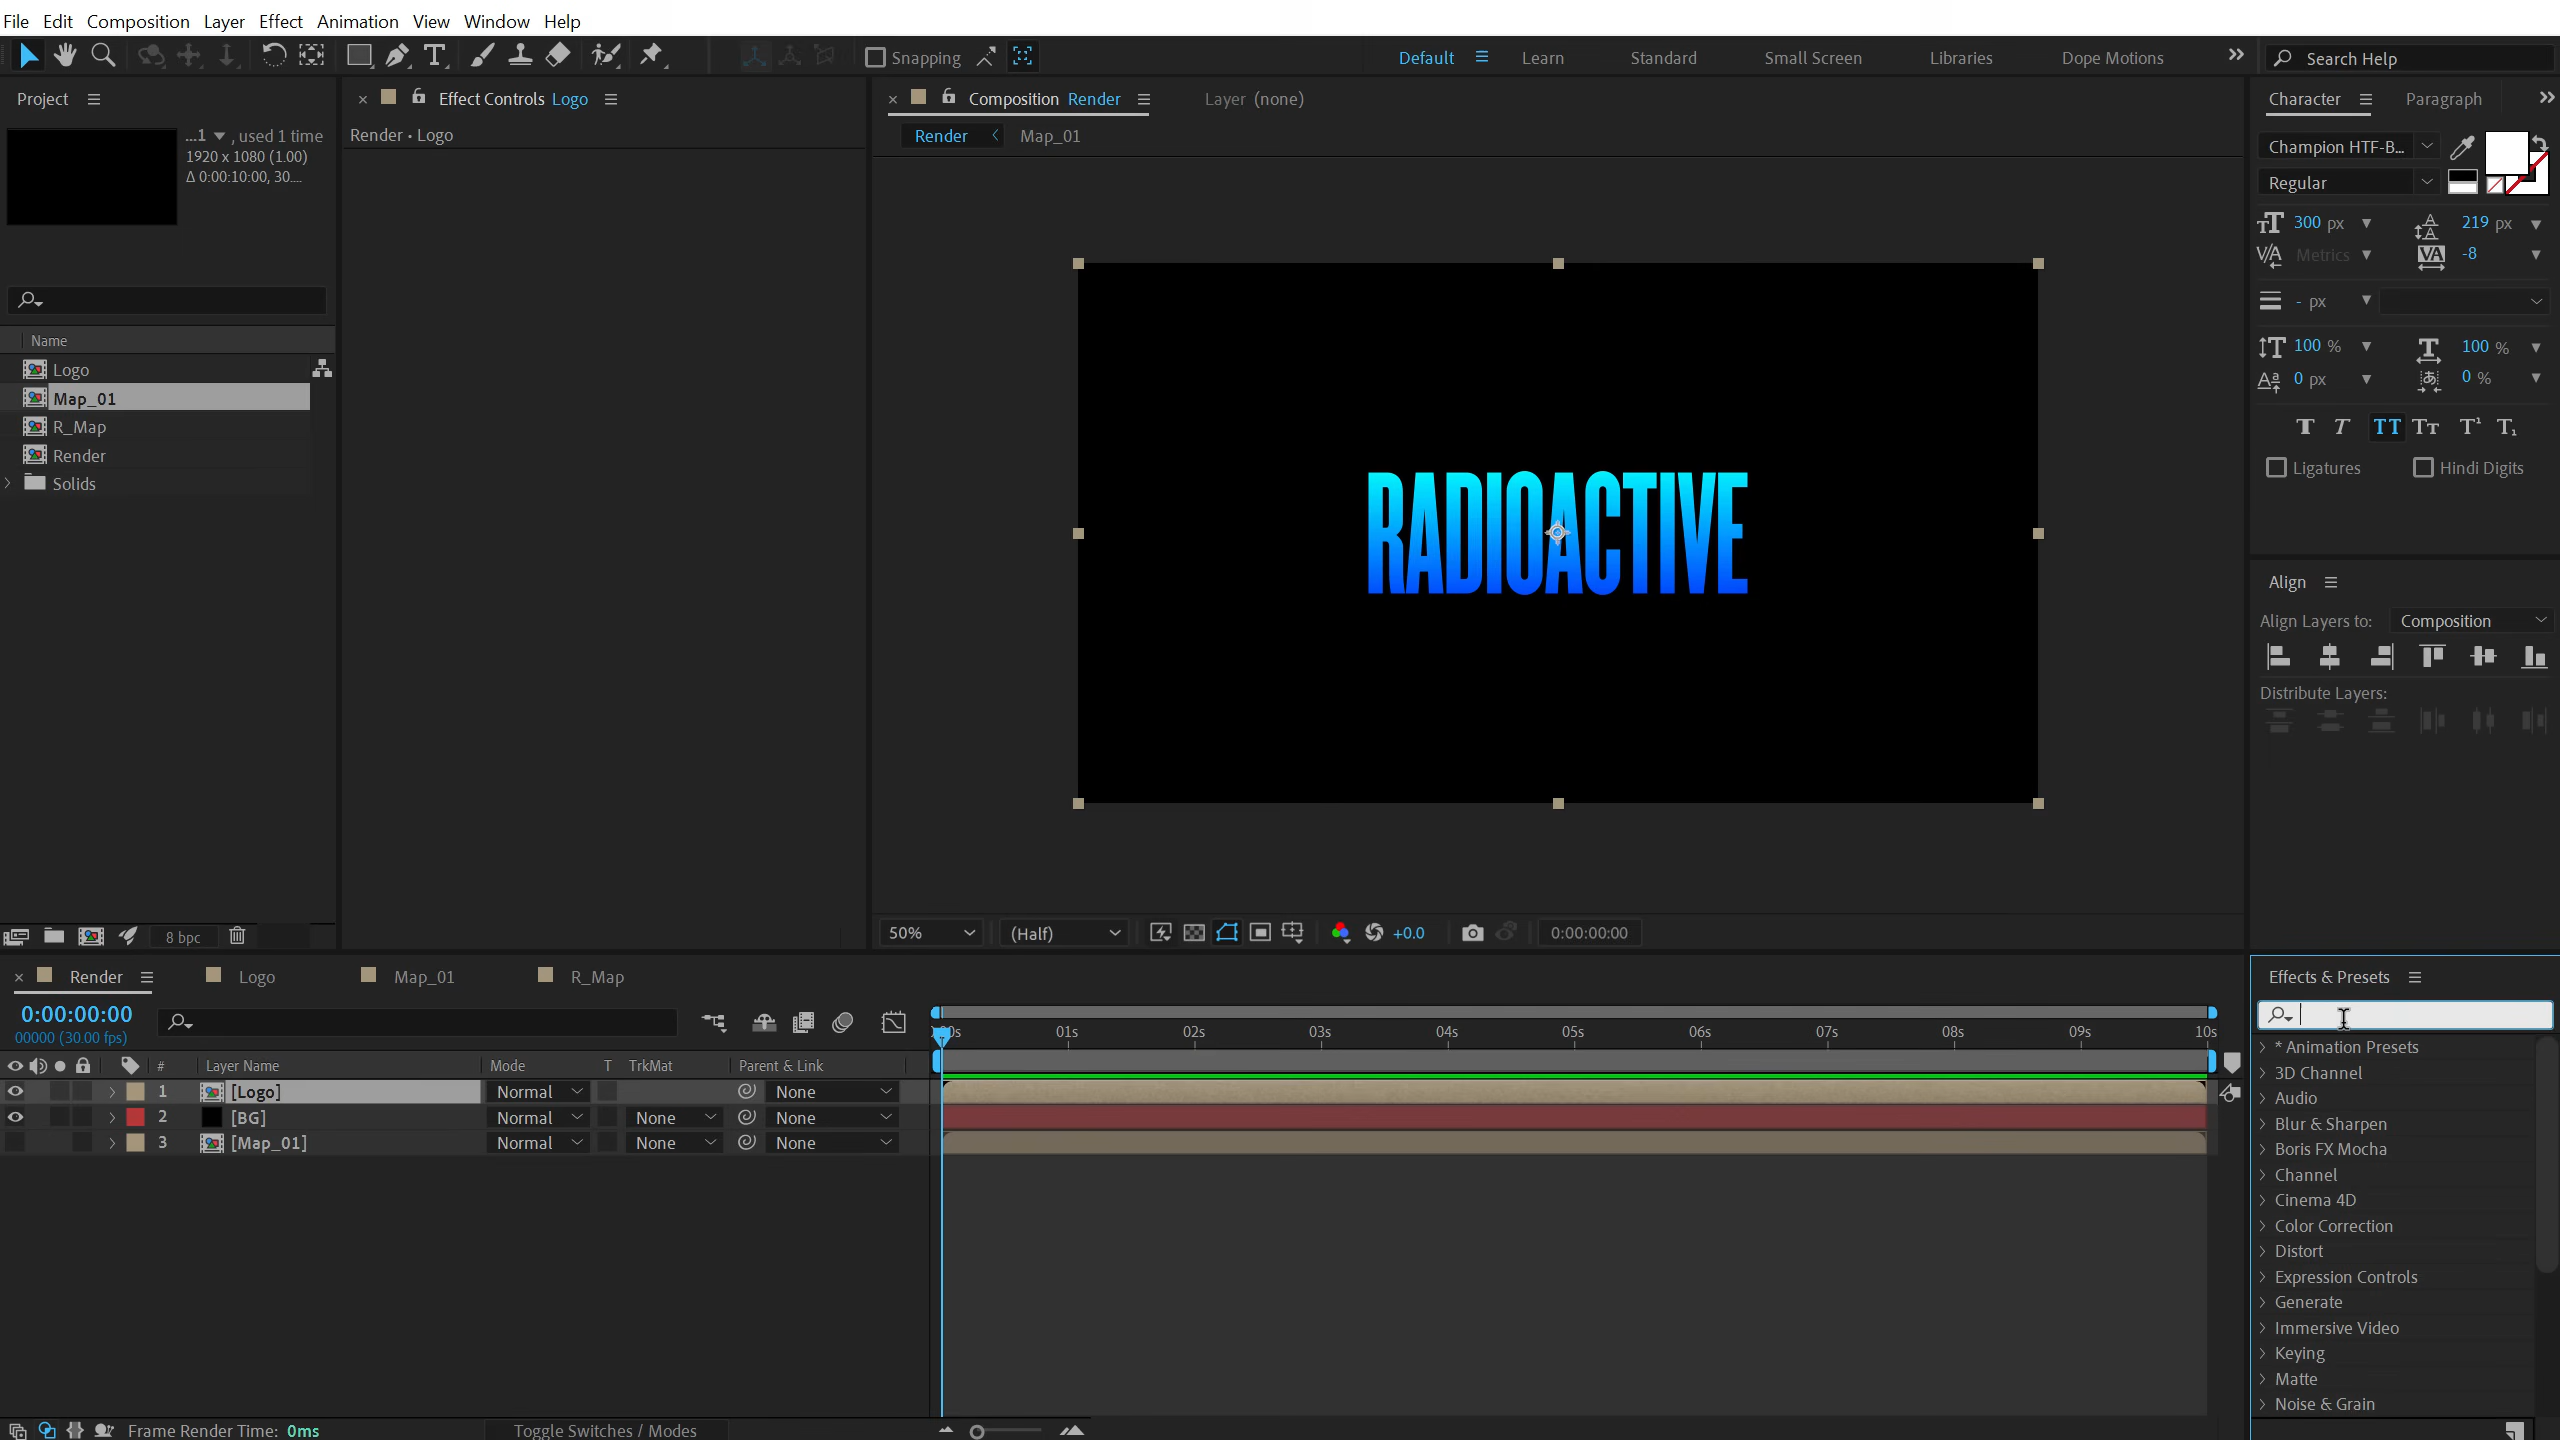 File Edit Composition Layer Effect Animation View Window Help
Snapping
Default Learn Standard Small Screen Libraries Dope Motions
Search Help
Project
...1 , used 1 time
1920 x 1080 (1.00)
Δ 0:00:10:00, 30....
Name
Logo
Map_01
R_Map
Render
Solids
8 bpc
Effect Controls Logo
Render • Logo
Composition Render
Layer (none)
Render Map_01
RADIOACTIVE
50% (Half) +0.0 0:00:00:00
Character Paragraph
Champion HTF-B...
Regular
300 px 219 px
Metrics -8
- px
100 % 100 %
0 px 0 %
Ligatures Hindi Digits
Align
Align Layers to: Composition
Distribute Layers:
Render Logo Map_01 R_Map
0:00:00:00
00000 (30.00 fps)
01s 02s 03s 04s 05s 06s 07s 08s 09s 10s
# Layer Name Mode T TrkMat Parent & Link
1 [Logo] Normal None
2 [BG] Normal None None
3 [Map_01] Normal None None
Frame Render Time: 0ms
Toggle Switches / Modes
Effects & Presets
* Animation Presets
3D Channel
Audio
Blur & Sharpen
Boris FX Mocha
Channel
Cinema 4D
Color Correction
Distort
Expression Controls
Generate
Immersive Video
Keying
Matte
Noise & Grain